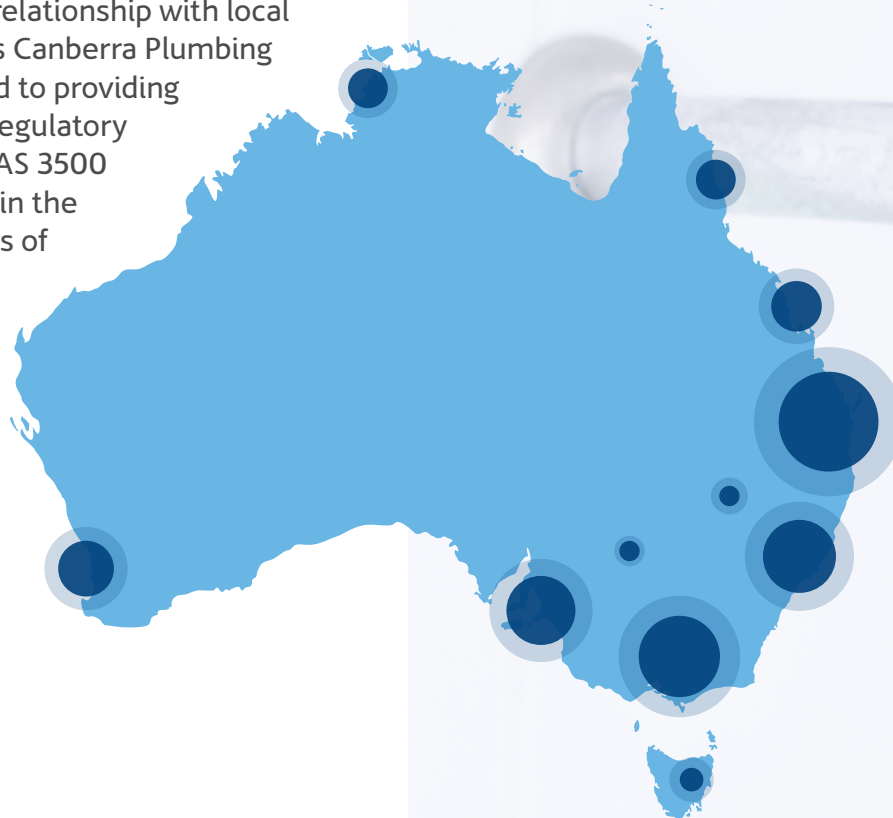 relationship with local
s Canberra Plumbing
d to providing
egulatory
AS 3500
in the
s of